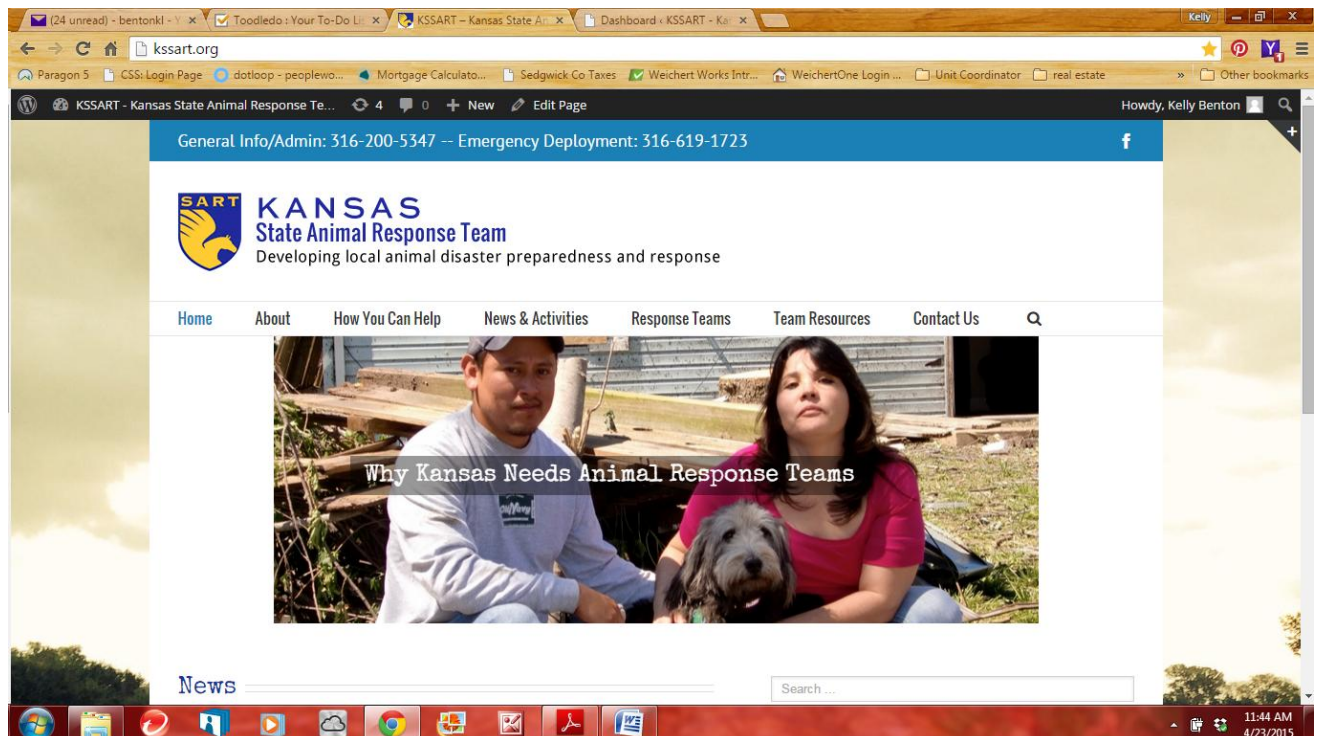 (24 unread) - bentonkl - Y
Toodledo : Your To-Do Lis
KSSART – Kansas State An
Dashboard ‹ KSSART - Kan
Kelly
kssart.org
Paragon 5
CSS: Login Page
dotloop - peoplewo...
Mortgage Calculato...
Sedgwick Co Taxes
Weichert Works Intr...
WeichertOne Login ...
Unit Coordinator
real estate
»
Other bookmarks
KSSART - Kansas State Animal Response Te...
4
0
+ New
Edit Page
Howdy, Kelly Benton
General Info/Admin: 316-200-5347 -- Emergency Deployment: 316-619-1723
f
SART
KANSAS
State Animal Response Team
Developing local animal disaster preparedness and response
Home
About
How You Can Help
News & Activities
Response Teams
Team Resources
Contact Us
Why Kansas Needs Animal Response Teams
News
Search ...
11:44 AM
4/23/2015